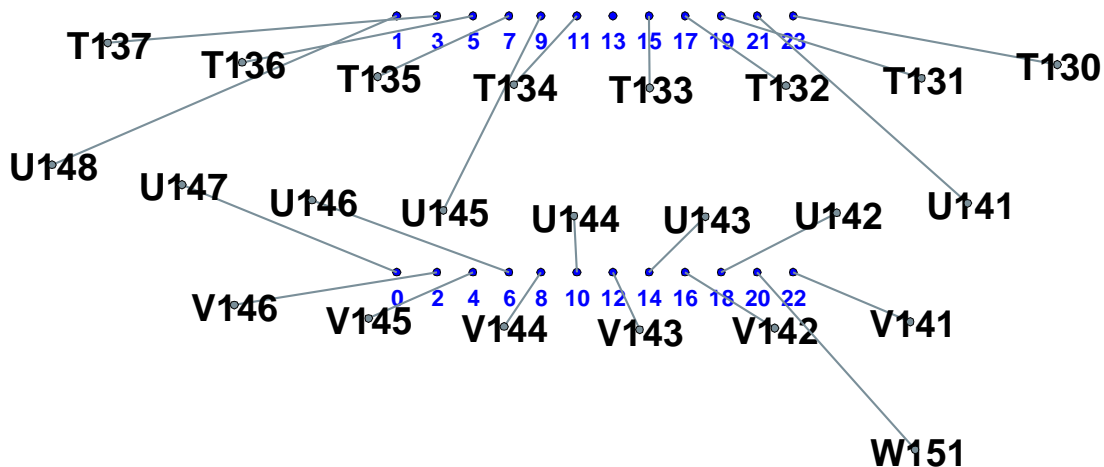 1 3 5 7 9 11 13 15 17 19 21 23
T137 T136 T135 T134 T133 T132 T131 T130
U148 U147 U146 U145 U144 U143 U142 U141
0 2 4 6 8 10 12 14 16 18 20 22
V146 V145 V144 V143 V142 V141
W151